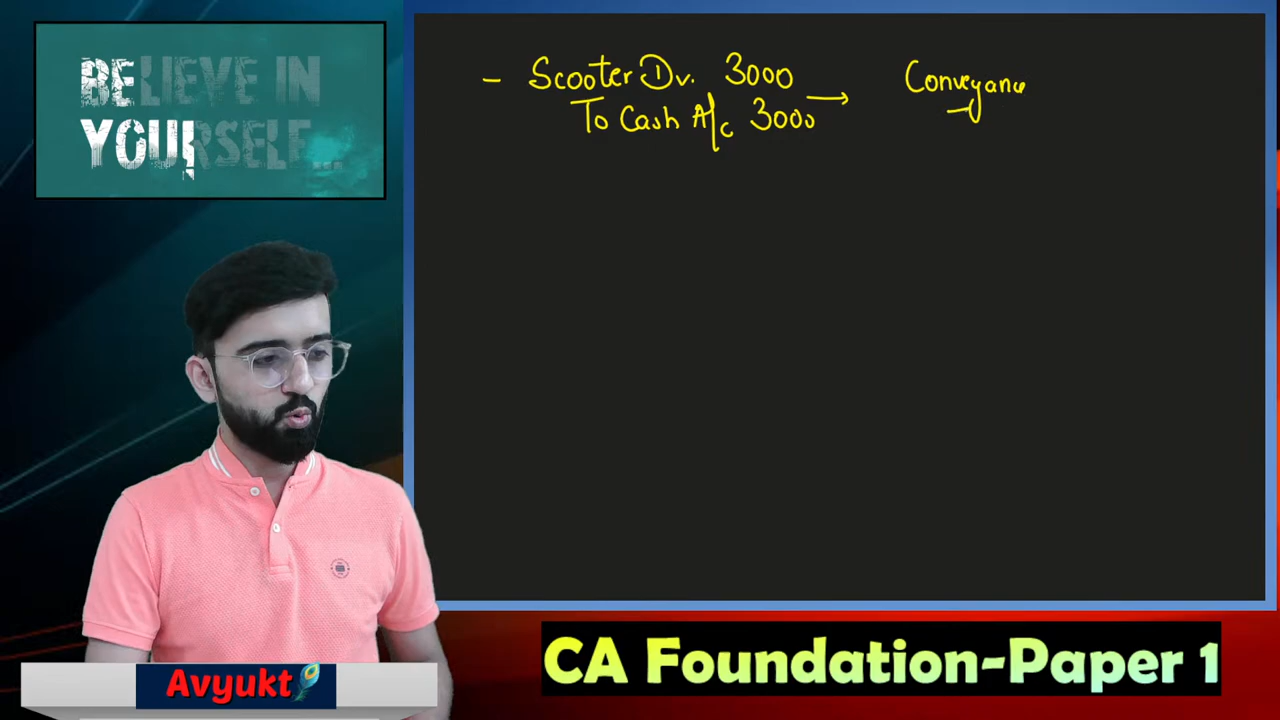 BELIEVE IN
YOURSELF...
- Scooter Dr. 3000
To Cash A/c 3000 → Conveyance
Avyukt
CA Foundation-Paper 1